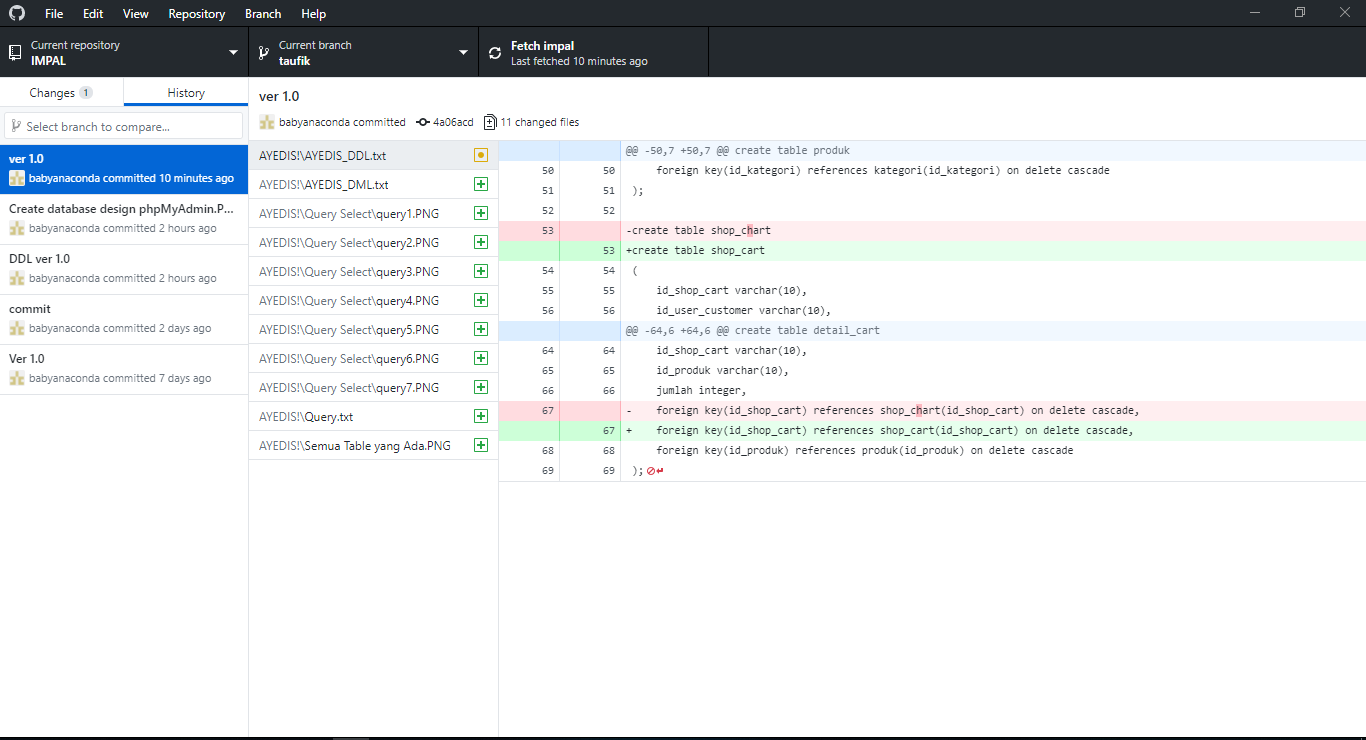 File Edit View Repository Branch Help
Current repository
IMPAL
Current branch
taufik
Fetch impal
Last fetched 10 minutes ago
Changes 1
History
Select branch to compare...
ver 1.0
babyanaconda committed 10 minutes ago
Create database design phpMyAdmin.P...
babyanaconda committed 2 hours ago
DDL ver 1.0
babyanaconda committed 2 hours ago
commit
babyanaconda committed 2 days ago
Ver 1.0
babyanaconda committed 7 days ago
ver 1.0
babyanaconda committed 4a06acd 11 changed files
AYEDIS!\AYEDIS_DDL.txt
AYEDIS!\AYEDIS_DML.txt
AYEDIS!\Query Select\query1.PNG
AYEDIS!\Query Select\query2.PNG
AYEDIS!\Query Select\query3.PNG
AYEDIS!\Query Select\query4.PNG
AYEDIS!\Query Select\query5.PNG
AYEDIS!\Query Select\query6.PNG
AYEDIS!\Query Select\query7.PNG
AYEDIS!\Query.txt
AYEDIS!\Semua Table yang Ada.PNG
@@ -50,7 +50,7 @@ create table produk
50 50 foreign key(id_kategori) references kategori(id_kategori) on delete cascade
51 51 );
52 52
53 -create table shop_chart
53 +create table shop_cart
54 54 (
55 55 id_shop_cart varchar(10),
56 56 id_user_customer varchar(10),
@@ -64,6 +64,6 @@ create table detail_cart
64 64 id_shop_cart varchar(10),
65 65 id_produk varchar(10),
66 66 jumlah integer,
67 - foreign key(id_shop_cart) references shop_chart(id_shop_cart) on delete cascade,
67 + foreign key(id_shop_cart) references shop_cart(id_shop_cart) on delete cascade,
68 68 foreign key(id_produk) references produk(id_produk) on delete cascade
69 69 );